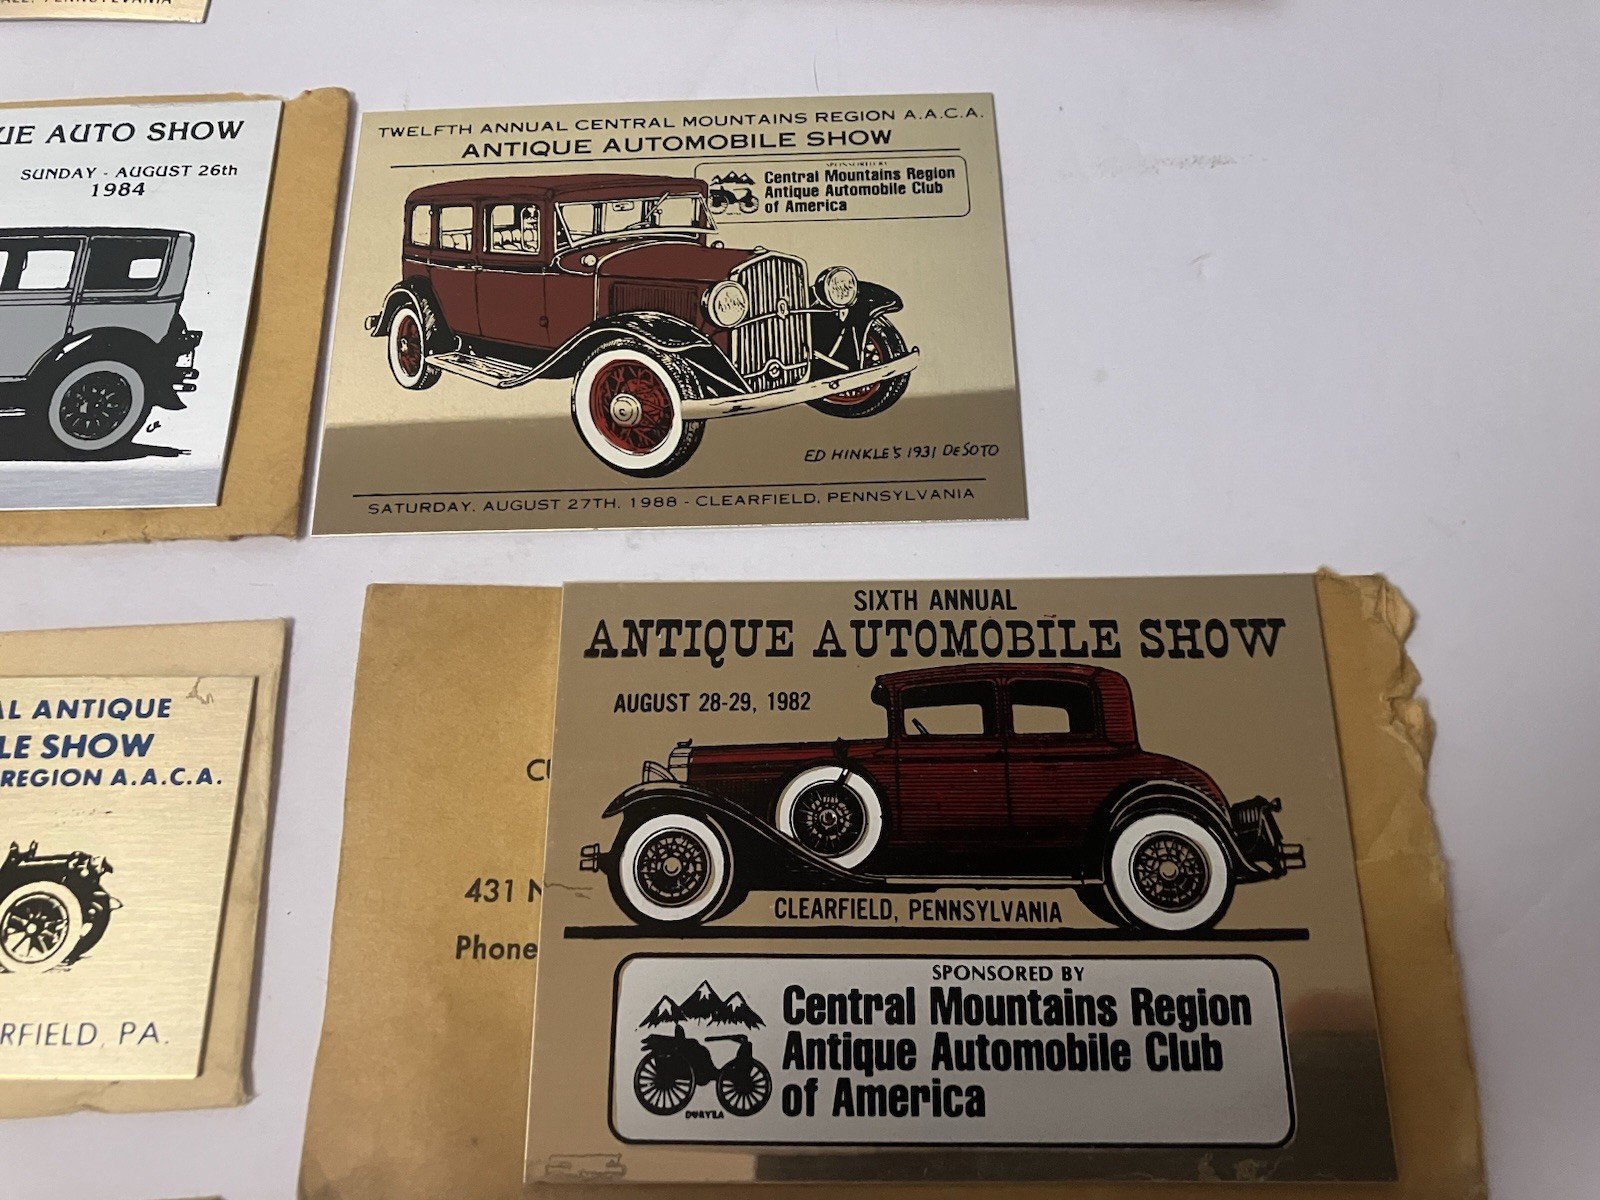 PENNSYLVANIA
UE AUTO SHOW
SUNDAY - AUGUST 26th
1984
TWELFTH ANNUAL CENTRAL MOUNTAINS REGION A.A.C.A.
ANTIQUE AUTOMOBILE SHOW
SPONSORED BY
Central Mountains Region
Antique Automobile Club
of America
ED HINKLE'S 1931 DeSOTO
SATURDAY, AUGUST 27TH, 1988 - CLEARFIELD, PENNSYLVANIA
AL ANTIQUE
LE SHOW
REGION A.A.C.A.
RFIELD, PA.
431 N
Phone
SIXTH ANNUAL
ANTIQUE AUTOMOBILE SHOW
AUGUST 28-29, 1982
CLEARFIELD, PENNSYLVANIA
SPONSORED BY
Central Mountains Region
Antique Automobile Club
of America
DURYEA